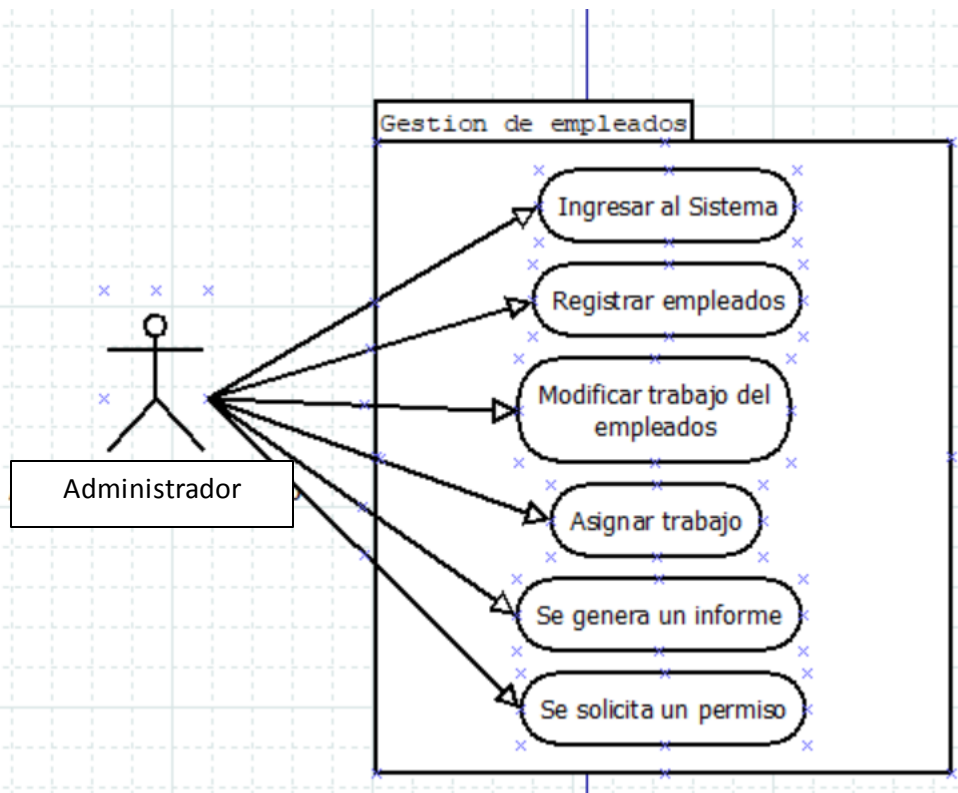 Gestion de empleados
Ingresar al Sistema
Registrar empleados
Modificar trabajo del
empleados
Asignar trabajo
Se genera un informe
Se solicita un permiso
Administrador